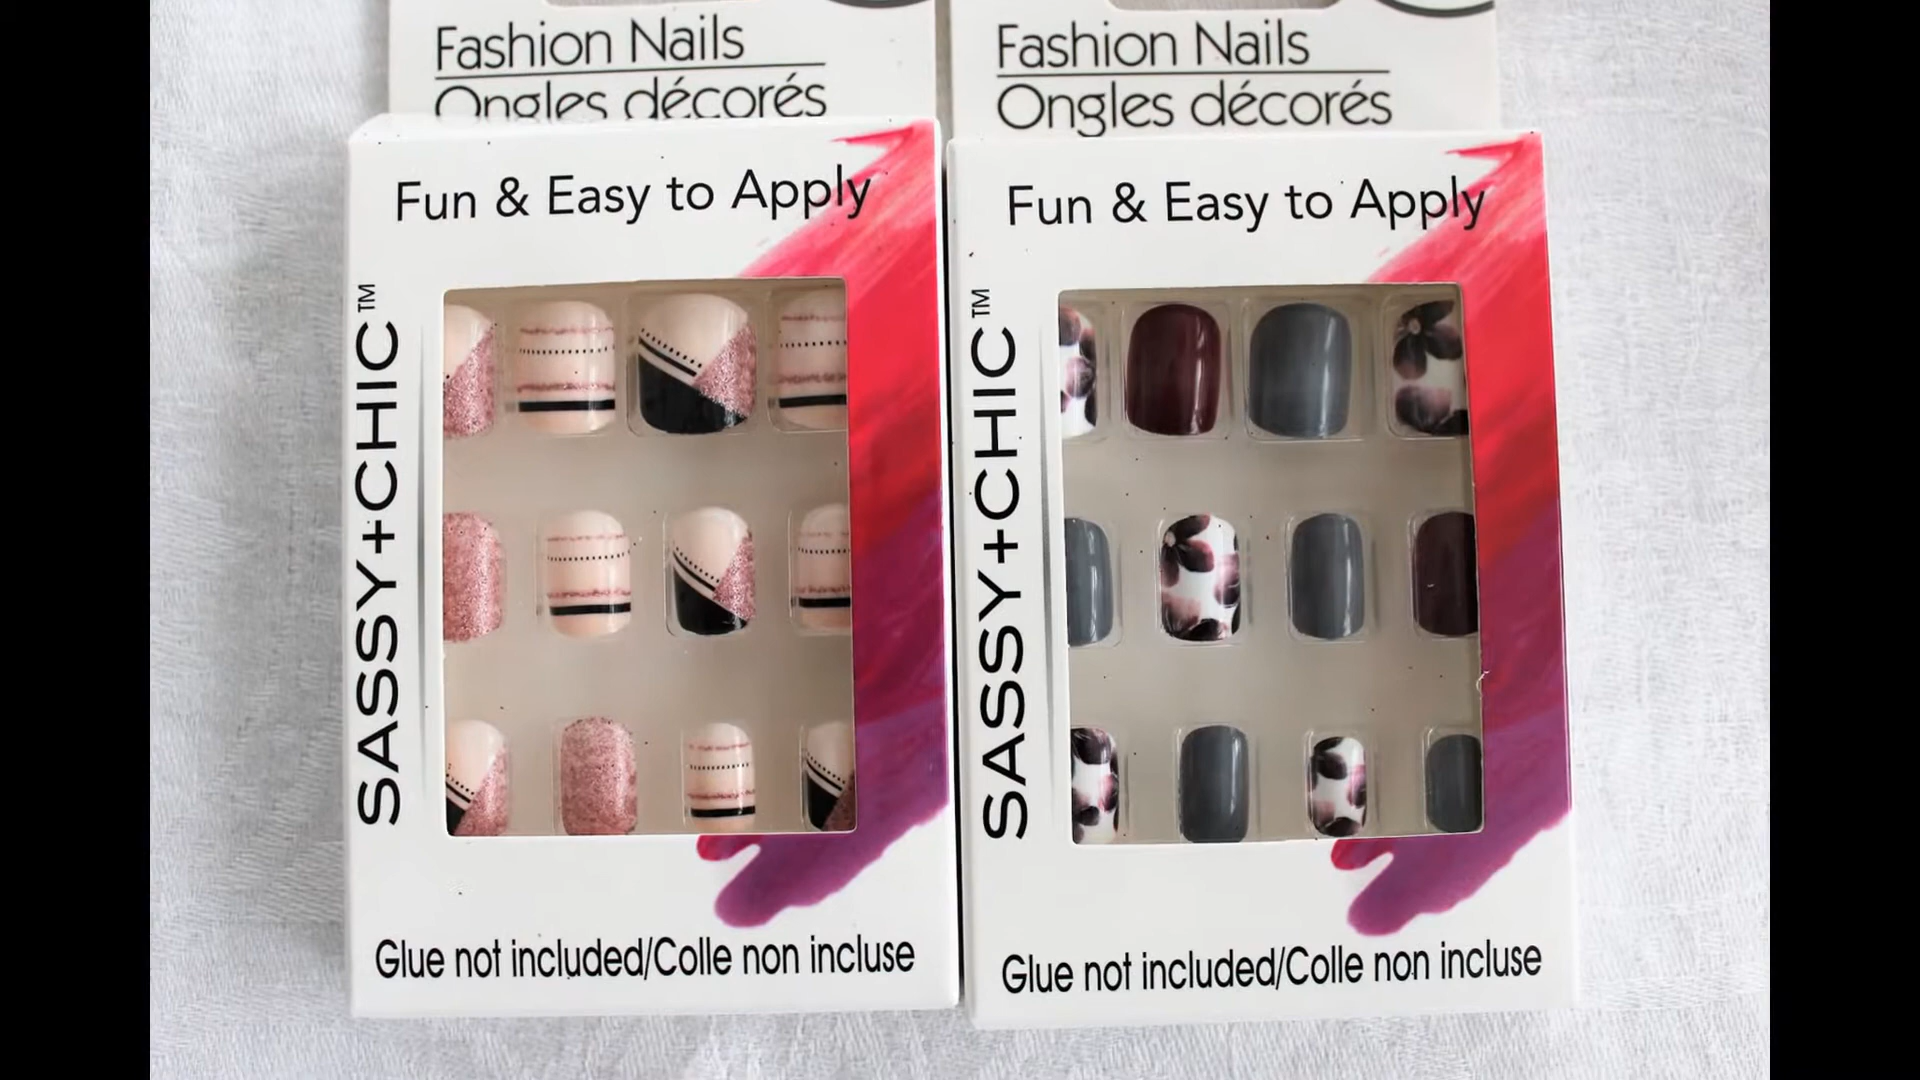 Fashion Nails
Ongles décorés
Fun & Easy to Apply
SASSY+CHIC™
Glue not included/Colle non incluse
Fashion Nails
Ongles décorés
Fun & Easy to Apply
SASSY+CHIC™
Glue not included/Colle non incluse